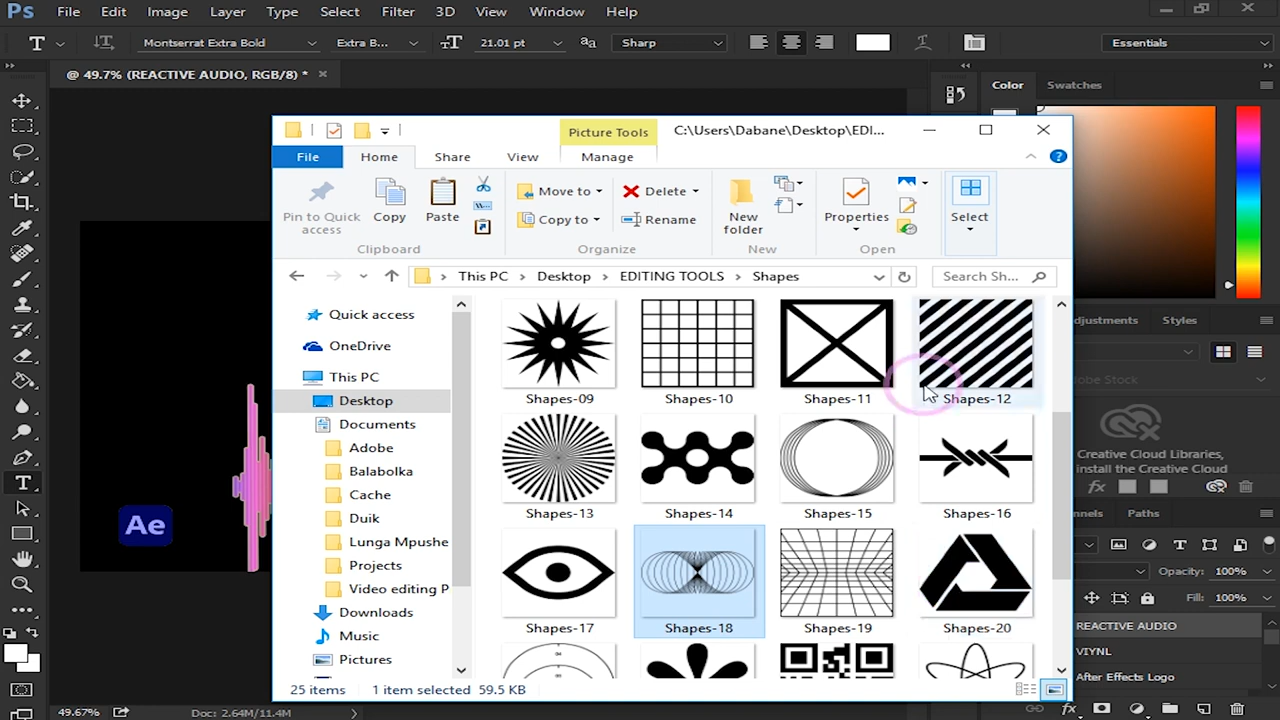 Ps File Edit Image Layer Type Select Filter 3D View Window Help
T Montserrat Extra Bold Extra B... 21.01 pt Sharp Essentials
@ 49.7% (REACTIVE AUDIO, RGB/8) *
Color Swatches
Picture Tools C:\Users\Dabane\Desktop\EDI...
File Home Share View Manage
Pin to Quick access
Copy
Paste
Move to
Copy to
Delete
Rename
New folder
Properties
Select
Clipboard Organize New Open
This PC Desktop EDITING TOOLS Shapes
Search Sh...
Quick access
OneDrive
This PC
Desktop
Documents
Adobe
Balabolka
Cache
Duik
Lunga Mpushe
Projects
Video editing P
Downloads
Music
Pictures
Shapes-09 Shapes-10 Shapes-11 Shapes-12
Shapes-13 Shapes-14 Shapes-15 Shapes-16
Shapes-17 Shapes-18 Shapes-19 Shapes-20
25 items 1 item selected 59.5 KB
Ae
djustments Styles
be Stock
Creative Cloud Libraries,
install the Creative Cloud
nnels Paths
Opacity: 100%
Fill: 100%
REACTIVE AUDIO
VIYNL
After Effects Logo
49.67% Doc: 2.64M/11.4M